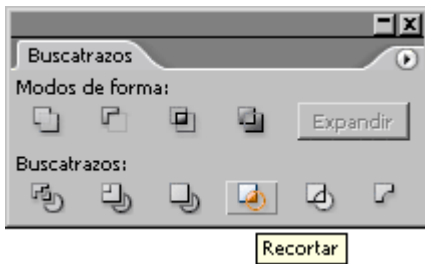 Buscatrazos
Modos de forma:
Expandir
Buscatrazos:
Recortar